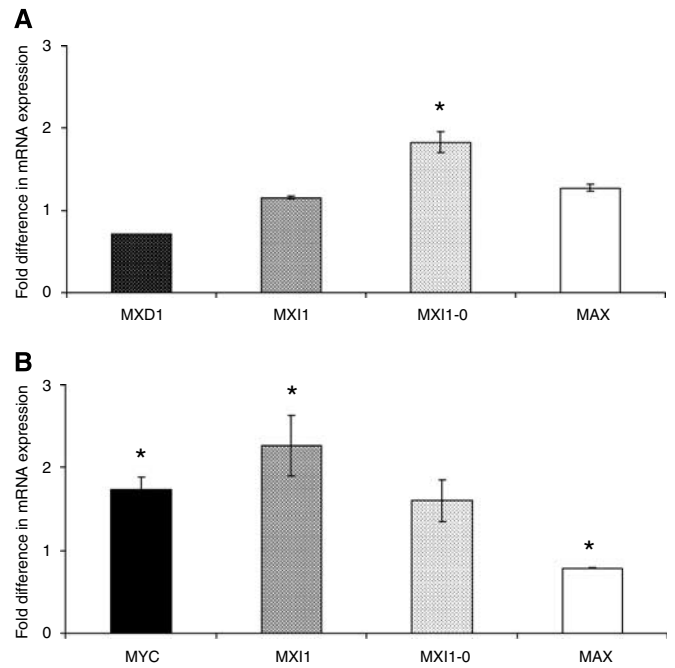 A
Fold difference in mRNA expression
3
2
1
0
*
MXD1 MXI1 MXI1-0 MAX
B
Fold difference in mRNA expression
3
2
1
0
* * *
MYC MXI1 MXI1-0 MAX